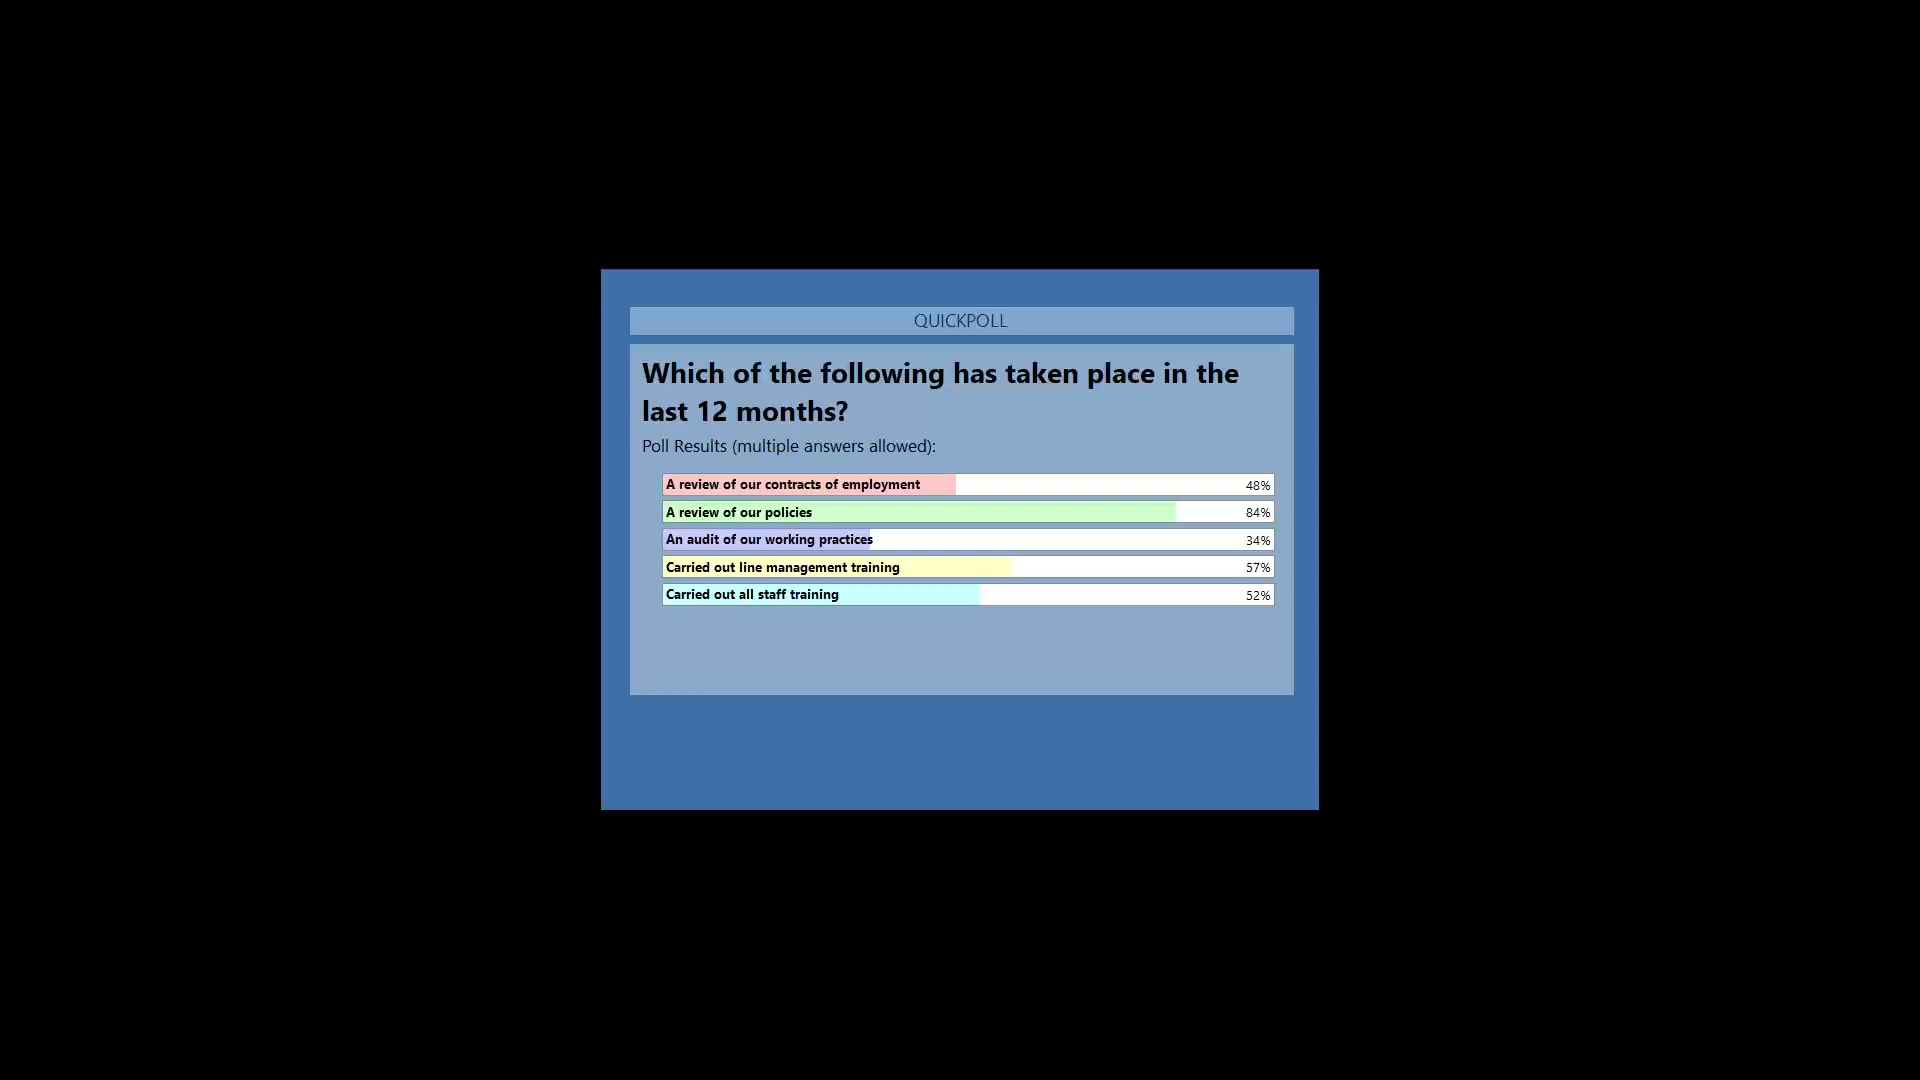 QUICKPOLL
Which of the following has taken place in the
last 12 months?
Poll Results (multiple answers allowed):
A review of our contracts of employment 48%
A review of our policies 84%
An audit of our working practices 34%
Carried out line management training 57%
Carried out all staff training 52%